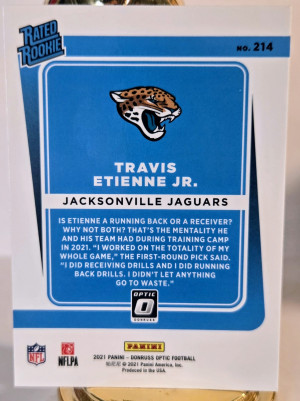 RATED
ROOKIE
NO. 214
TRAVIS
ETIENNE JR.
JACKSONVILLE JAGUARS
IS ETIENNE A RUNNING BACK OR A RECEIVER?
WHY NOT BOTH? THAT'S THE MENTALITY HE
AND HIS TEAM HAD DURING TRAINING CAMP
IN 2021. "I WORKED ON THE TOTALITY OF MY
WHOLE GAME," THE FIRST-ROUND PICK SAID.
"I DID RECEIVING DRILLS AND I DID RUNNING
BACK DRILLS. I DIDN'T LET ANYTHING
GO TO WASTE."
OPTIC
DONRUSS
PANINI
NFL
NFLPA
2021 PANINI – DONRUSS OPTIC FOOTBALL
© 2021 Panini America, Inc.
Produced in the USA.